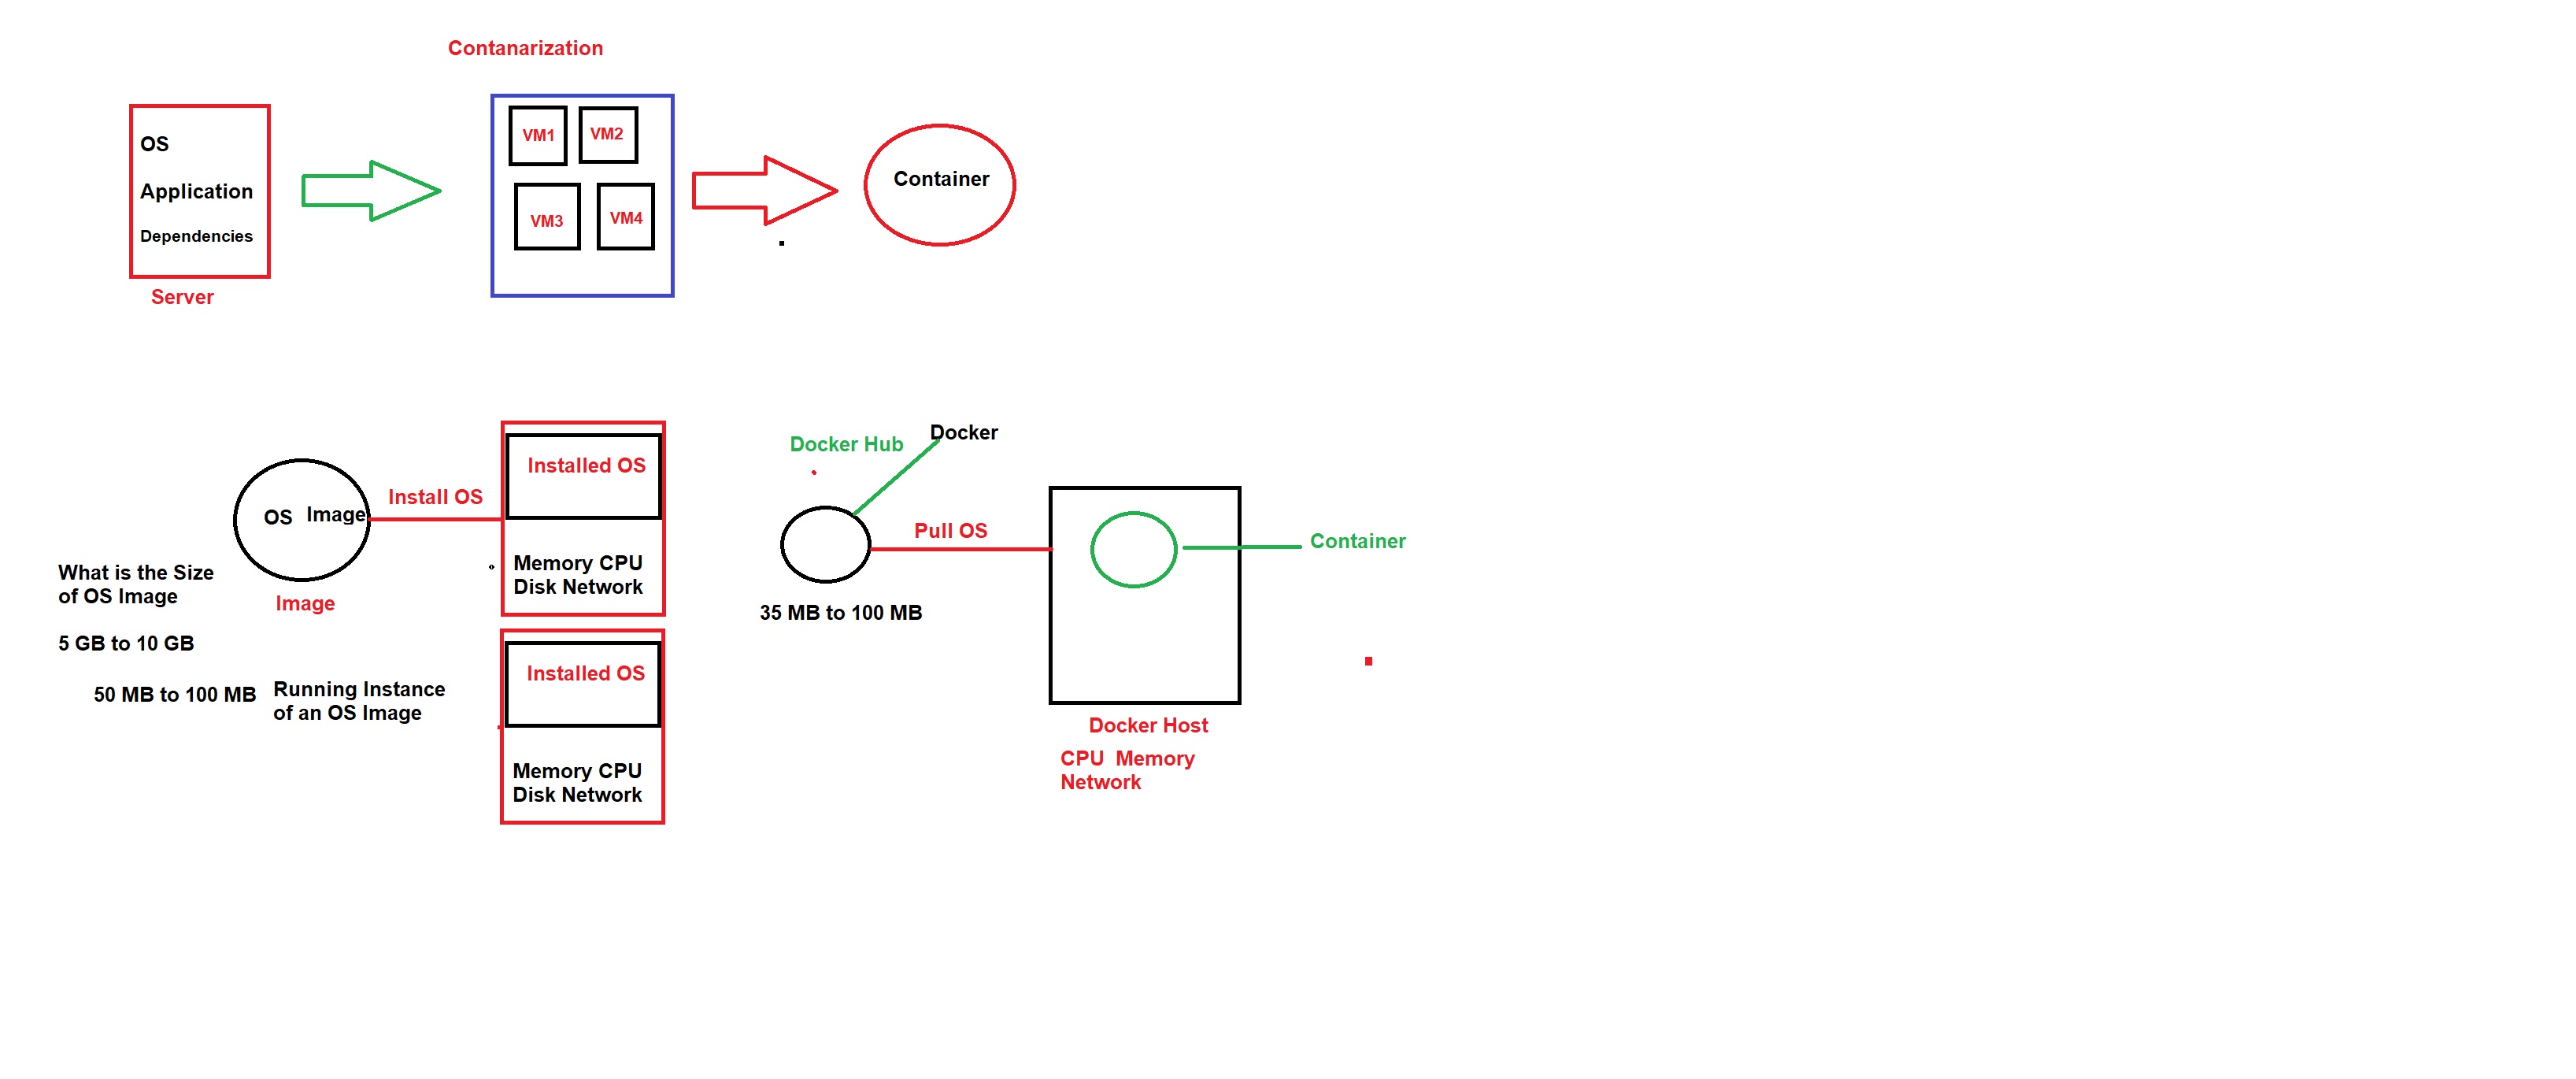 Contanarization
OS
Application
Dependencies
Server
VM1
VM2
VM3
VM4
Container
OS Image
Image
Install OS
What is the Size
of OS Image
5 GB to 10 GB
50 MB to 100 MB
Running Instance
of an OS Image
Installed OS
Memory CPU
Disk Network
Installed OS
Memory CPU
Disk Network
Docker Hub
Docker
Pull OS
35 MB to 100 MB
Container
Docker Host
CPU Memory
Network